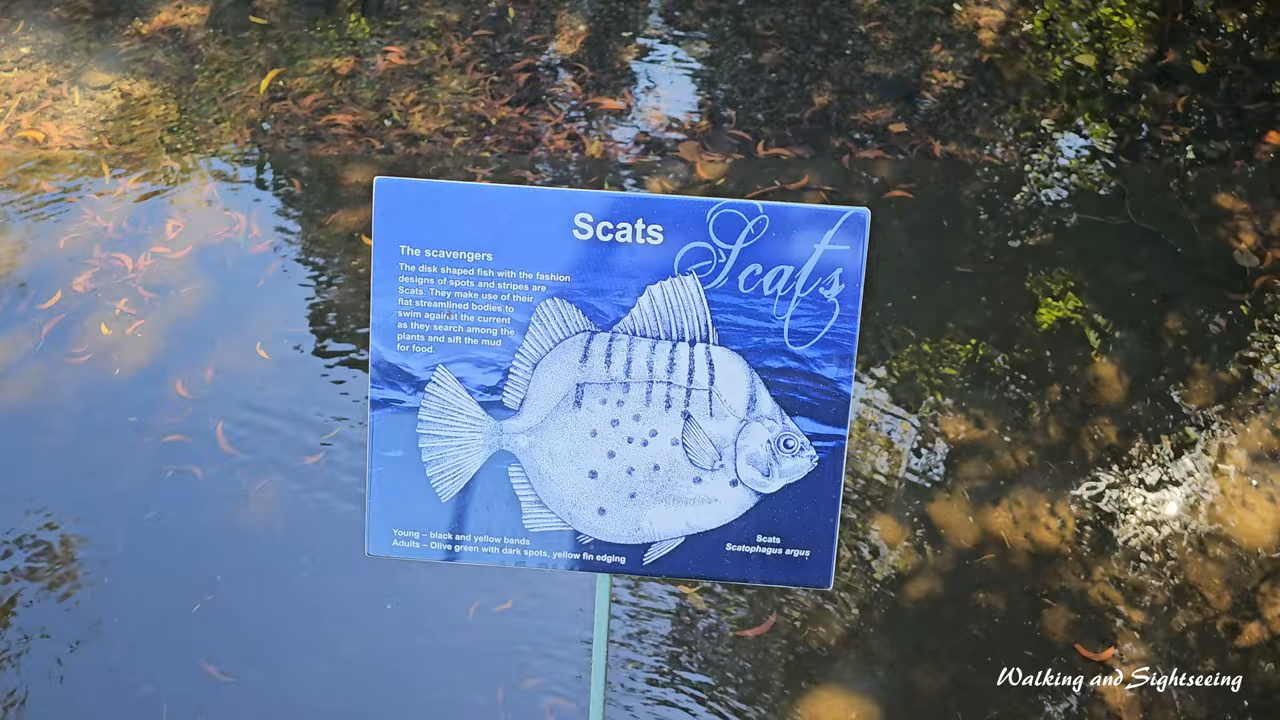 Scats
Scats
The scavengers
The disk shaped fish with the fashion
designs of spots and stripes are
Scats. They make use of their
flat streamlined bodies to
swim against the current
as they search among the
plants and sift the mud
for food.
Young – black and yellow bands
Adults – Olive green with dark spots, yellow fin edging
Scats
Scatophagus argus
Walking and Sightseeing